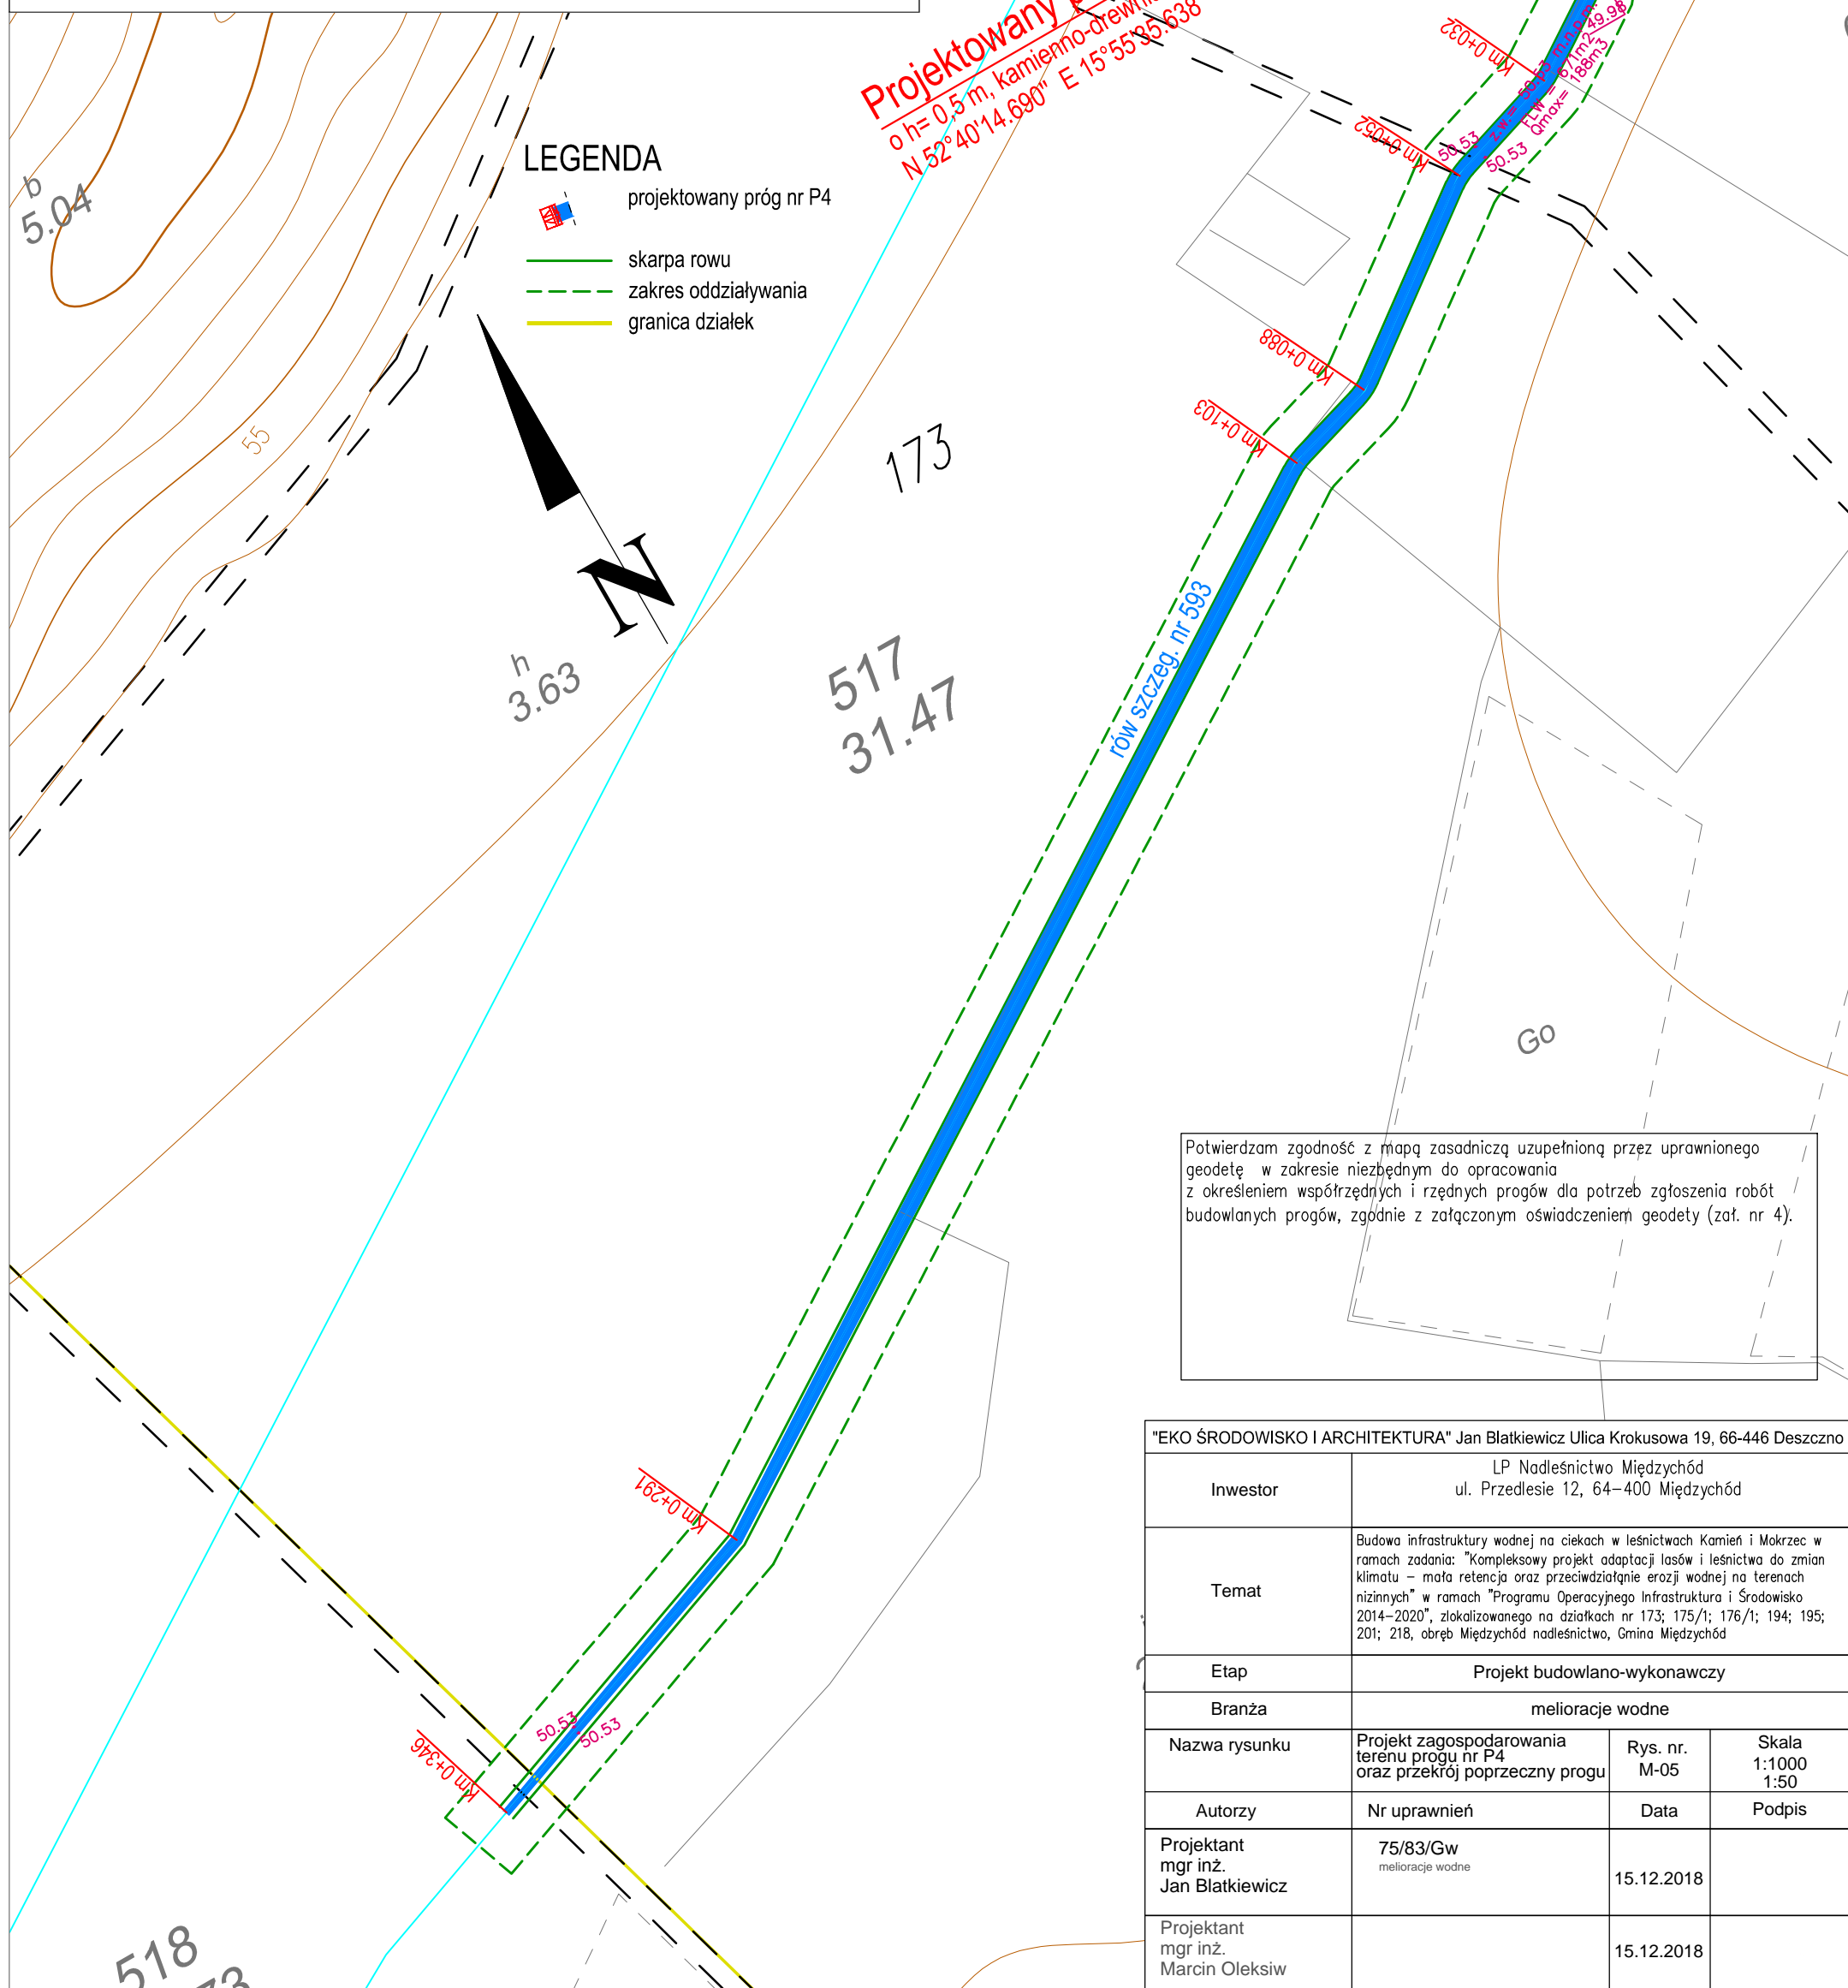 Projektowany
o h= 0,5 m, kamienno-drewni
N 52°40'14.690" E 15°55'35.638
Km 0+032
z.w.= 50.53 m.n.p.m.
FLW = 671m2
49.98
Qmax= 188m3
Km 0+052
50.53
50.53
b
5.04
LEGENDA
projektowany próg nr P4
skarpa rowu
zakres oddziaływania
granica działek
Km 0+088
Km 0+103
55
173
N
h
3.63
517
31.47
rów szczeg. nr 593
Go
Potwierdzam zgodność z mapą zasadniczą uzupełnioną przez uprawnionego
geodetę w zakresie niezbędnym do opracowania
z określeniem współrzędnych i rzędnych progów dla potrzeb zgłoszenia robót
budowlanych progów, zgodnie z załączonym oświadczeniem geodety (zał. nr 4).
Km 0+291
50.53
50.53
Km 0+346
518
73
"EKO ŚRODOWISKO I ARCHITEKTURA" Jan Blatkiewicz Ulica Krokusowa 19, 66-446 Deszczno
Inwestor
LP Nadleśnictwo Międzychód
ul. Przedlesie 12, 64-400 Międzychód
Temat
Budowa infrastruktury wodnej na ciekach w leśnictwach Kamień i Mokrzec w
ramach zadania: "Kompleksowy projekt adaptacji lasów i leśnictwa do zmian
klimatu – mała retencja oraz przeciwdziałąnie erozji wodnej na terenach
nizinnych" w ramach "Programu Operacyjnego Infrastruktura i Środowisko
2014-2020", zlokalizowanego na działkach nr 173; 175/1; 176/1; 194; 195;
201; 218, obręb Międzychód nadleśnictwo, Gmina Międzychód
Etap
Projekt budowlano-wykonawczy
Branża
melioracje wodne
Nazwa rysunku
Projekt zagospodarowania
terenu progu nr P4
oraz przekrój poprzeczny progu
Rys. nr.
M-05
Skala
1:1000
1:50
Autorzy
Nr uprawnień
Data
Podpis
Projektant
mgr inż.
Jan Blatkiewicz
75/83/Gw
melioracje wodne
15.12.2018
Projektant
mgr inż.
Marcin Oleksiw
15.12.2018